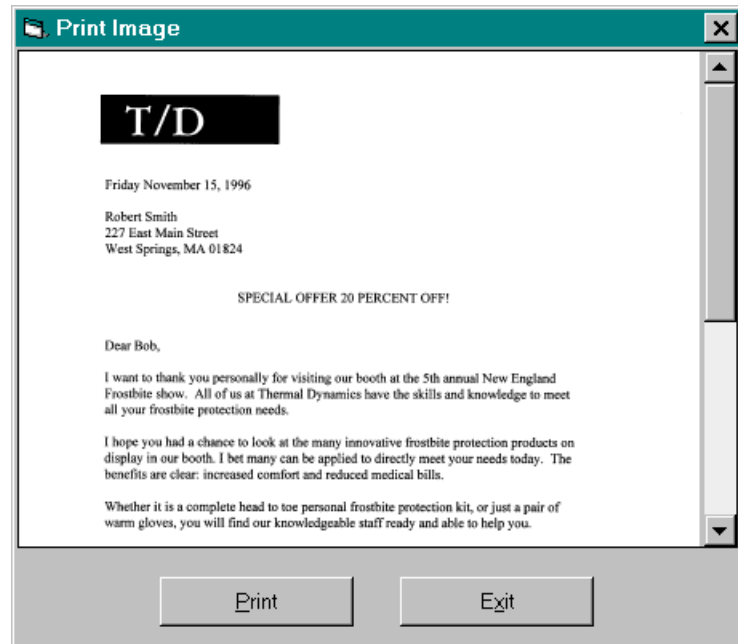 Print Image
T/D
Friday November 15, 1996
Robert Smith
227 East Main Street
West Springs, MA 01824
SPECIAL OFFER 20 PERCENT OFF!
Dear Bob,
I want to thank you personally for visiting our booth at the 5th annual New England
Frostbite show.  All of us at Thermal Dynamics have the skills and knowledge to meet
all your frostbite protection needs.
I hope you had a chance to look at the many innovative frostbite protection products on
display in our booth. I bet many can be applied to directly meet your needs today.  The
benefits are clear: increased comfort and reduced medical bills.
Whether it is a complete head to toe personal frostbite protection kit, or just a pair of
warm gloves, you will find our knowledgeable staff ready and able to help you.
Print
Exit